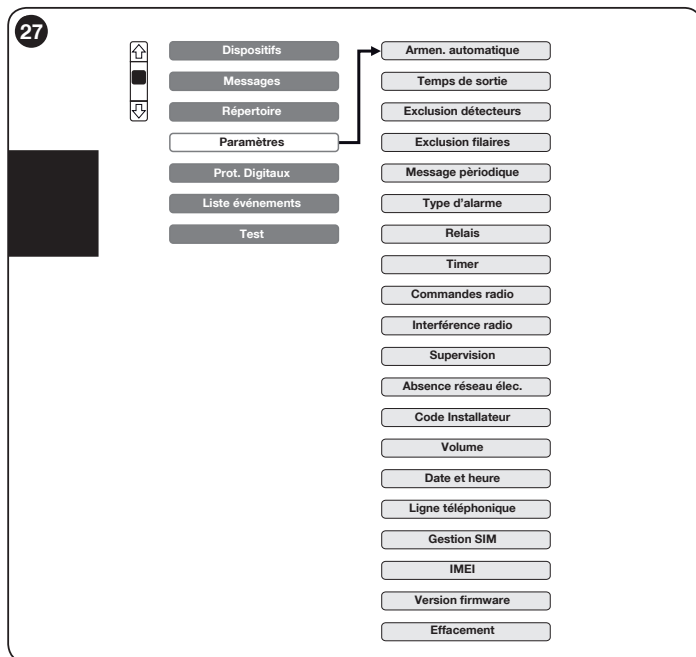 27
Dispositifs
Messages
Répertoire
Paramètres
Prot. Digitaux
Liste événements
Test
Armen. automatique
Temps de sortie
Exclusion détecteurs
Exclusion filaires
Message pèriodique
Type d'alarme
Relais
Timer
Commandes radio
Interférence radio
Supervision
Absence réseau élec.
Code Installateur
Volume
Date et heure
Ligne téléphonique
Gestion SIM
IMEI
Version firmware
Effacement